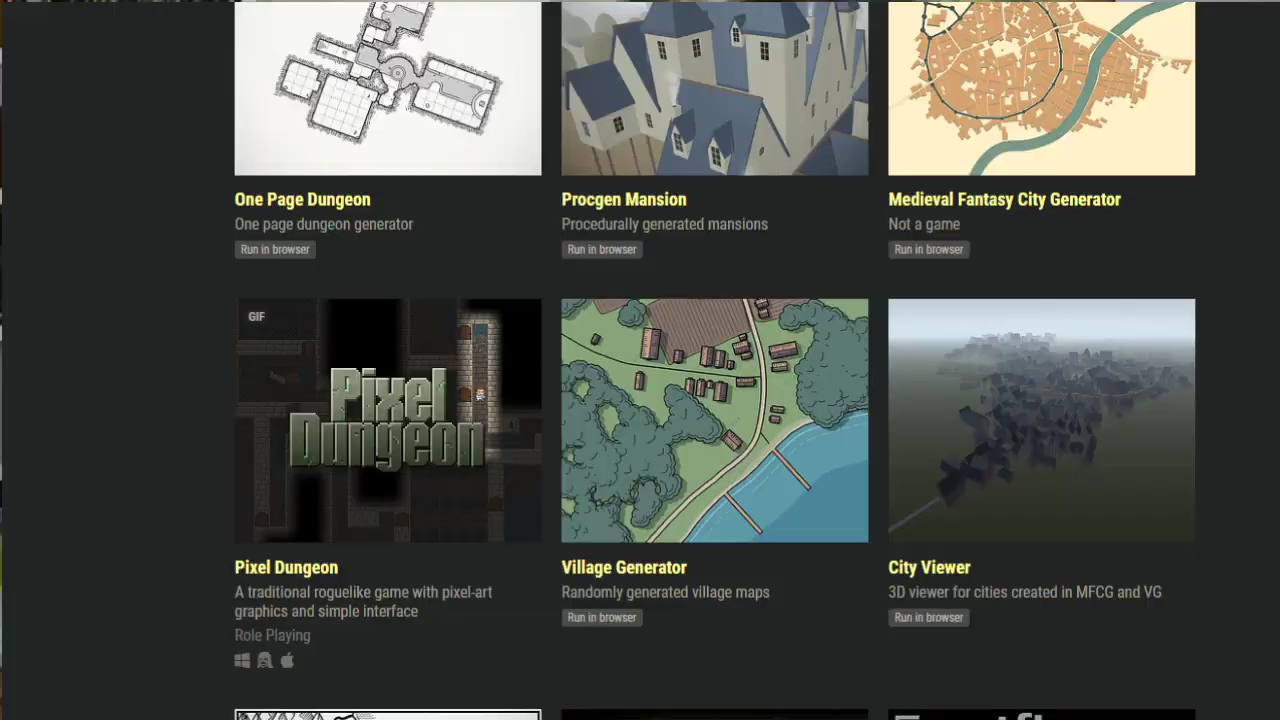 One Page Dungeon
One page dungeon generator
Run in browser
Procgen Mansion
Procedurally generated mansions
Run in browser
Medieval Fantasy City Generator
Not a game
Run in browser
GIF
Pixel
Dungeon
Pixel Dungeon
A traditional roguelike game with pixel-art
graphics and simple interface
Role Playing
Village Generator
Randomly generated village maps
Run in browser
City Viewer
3D viewer for cities created in MFCG and VG
Run in browser